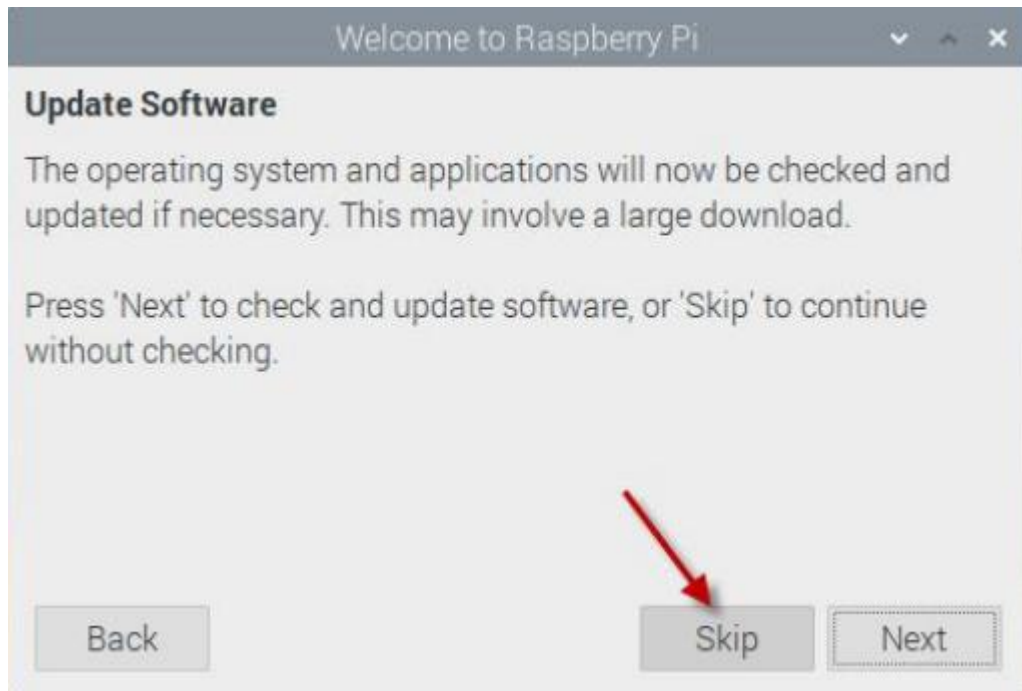 Welcome to Raspberry Pi
Update Software
The operating system and applications will now be checked and
updated if necessary. This may involve a large download.
Press 'Next' to check and update software, or 'Skip' to continue
without checking.
Back
Skip
Next